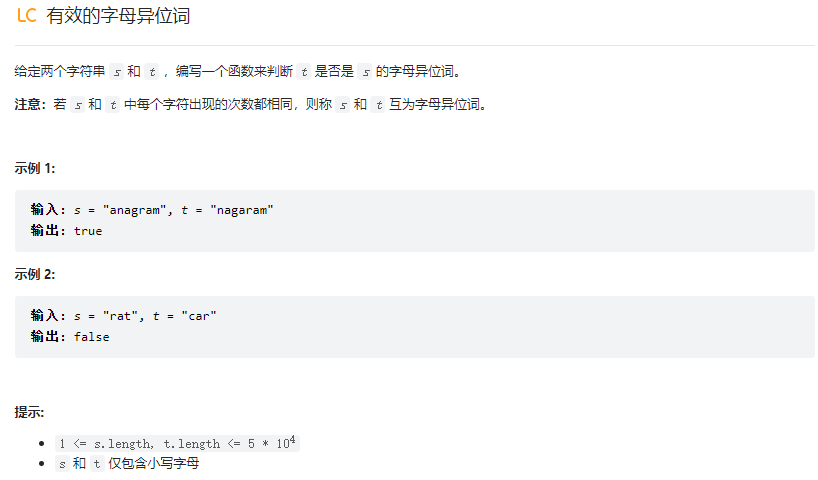 LC 有效的字母异位词
给定两个字符串 s 和 t ，编写一个函数来判断 t 是否是 s 的字母异位词。
注意：若 s 和 t 中每个字符出现的次数都相同，则称 s 和 t 互为字母异位词。
示例 1:
输入: s = "anagram", t = "nagaram"
输出: true
示例 2:
输入: s = "rat", t = "car"
输出: false
提示:
1 <= s.length, t.length <= 5 * 10⁴
s 和 t 仅包含小写字母